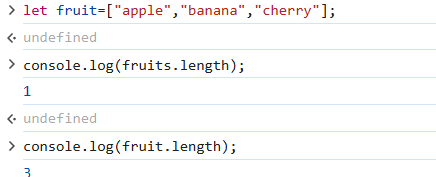 let fruit=["apple","banana","cherry"];
undefined
console.log(fruits.length);
1
undefined
console.log(fruit.length);
3